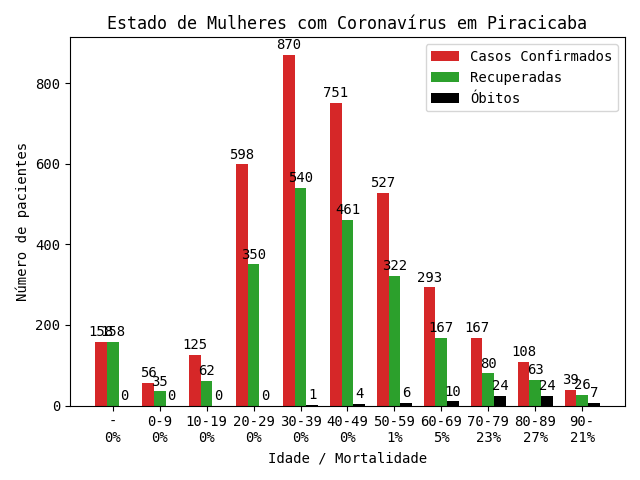 Estado de Mulheres com Coronavírus em Piracicaba
Casos Confirmados
Recuperadas
Óbitos
Número de pacientes
800
600
400
200
0
158 158 0
56 35 0
125 62 0
598 350 0
870 540 1
751 461 4
527 322 6
293 167 10
167 80 24
108 63 24
39 26 7
- 0-9 10-19 20-29 30-39 40-49 50-59 60-69 70-79 80-89 90-
0% 0% 0% 0% 0% 0% 1% 5% 23% 27% 21%
Idade / Mortalidade